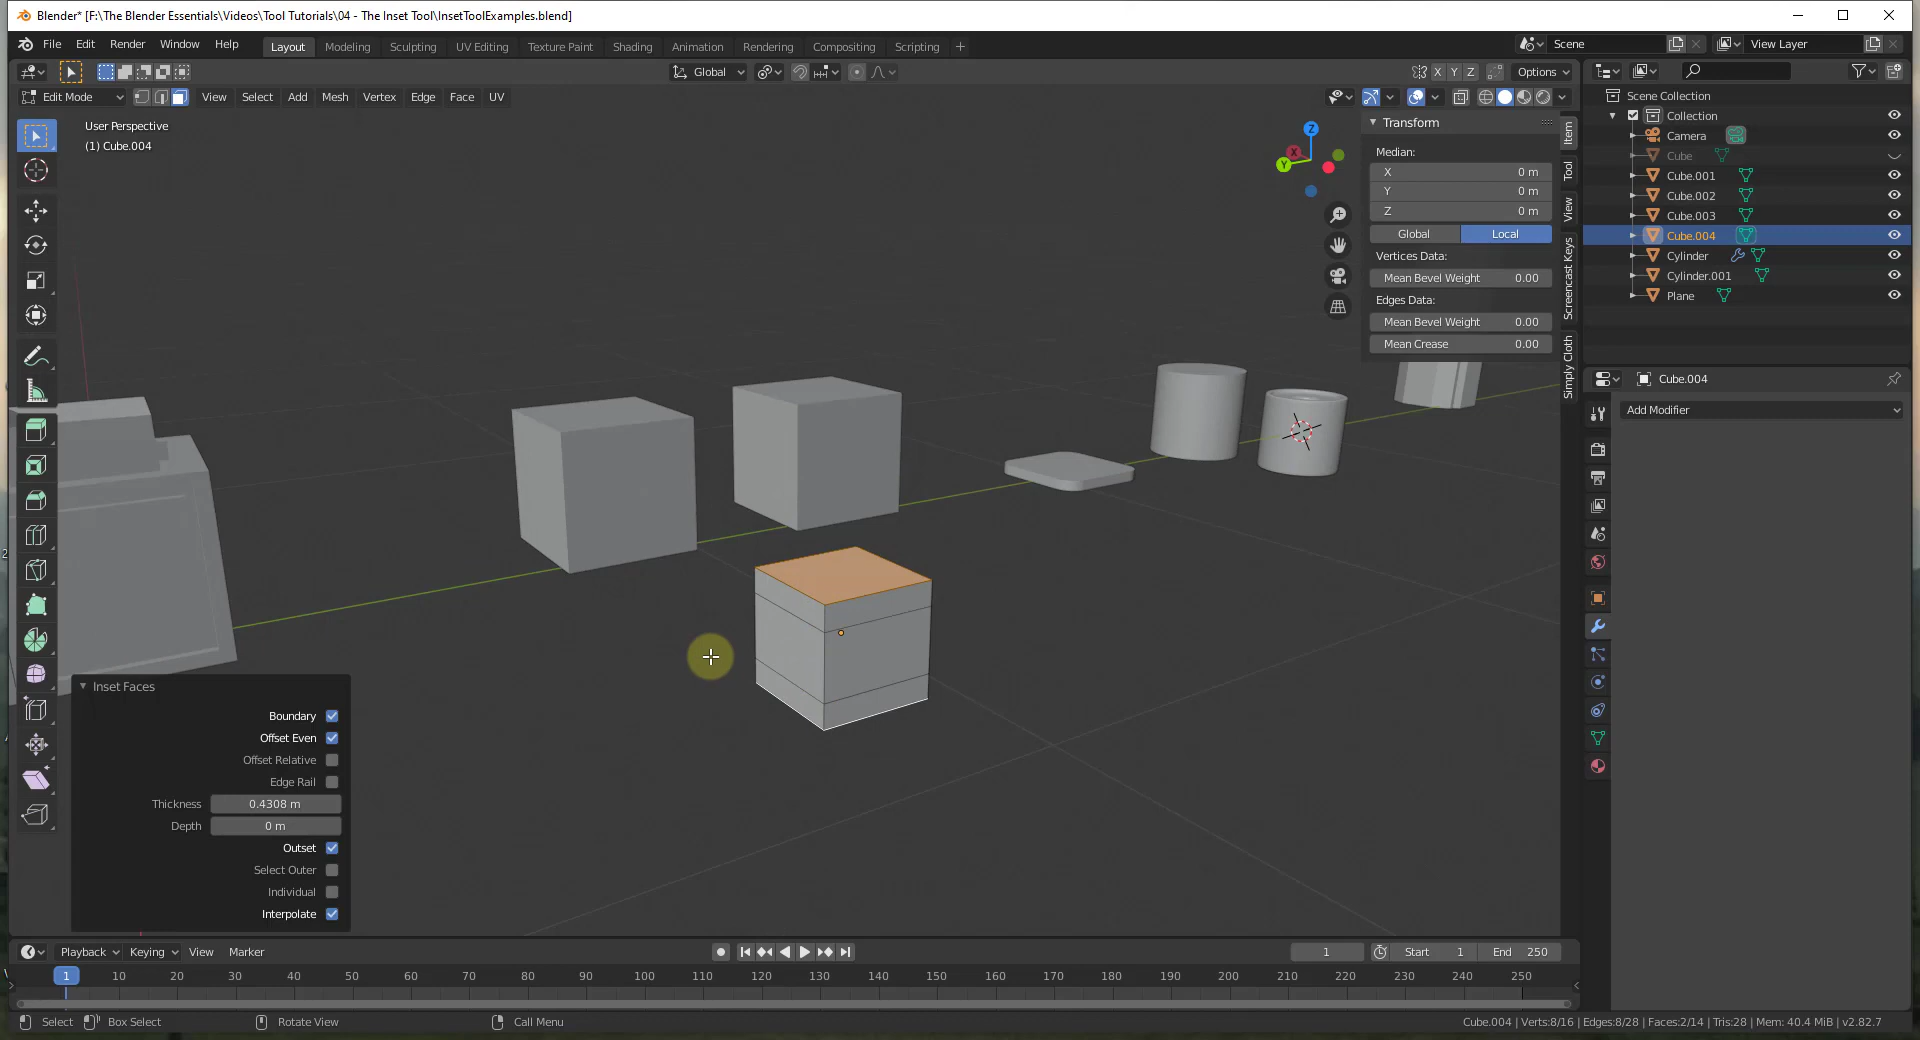 Blender* [F:\The Blender Essentials\Videos\Tool Tutorials\04 - The Inset Tool\InsetToolExamples.blend]
File Edit Render Window Help Layout Modeling Sculpting UV Editing Texture Paint Shading Animation Rendering Compositing Scripting + Scene View Layer
Global X Y Z Options
Edit Mode View Select Add Mesh Vertex Edge Face UV
User Perspective
(1) Cube.004
Z
X
Y
Transform
Median:
X 0 m
Y 0 m
Z 0 m
Global Local
Vertices Data:
Mean Bevel Weight 0.00
Edges Data:
Mean Bevel Weight 0.00
Mean Crease 0.00
Item
Tool
View
Screencast Keys
Simply Cloth
Scene Collection
Collection
Camera
Cube
Cube.001
Cube.002
Cube.003
Cube.004
Cylinder
Cylinder.001
Plane
Cube.004
Add Modifier
Inset Faces
Boundary
Offset Even
Offset Relative
Edge Rail
Thickness 0.4308 m
Depth 0 m
Outset
Select Outer
Individual
Interpolate
Playback Keying View Marker 1 Start 1 End 250
1 10 20 30 40 50 60 70 80 90 100 110 120 130 140 150 160 170 180 190 200 210 220 230 240 250
Select Box Select Rotate View Call Menu Cube.004 | Verts:8/16 | Edges:8/28 | Faces:2/14 | Tris:28 | Mem: 40.4 MiB | v2.82.7